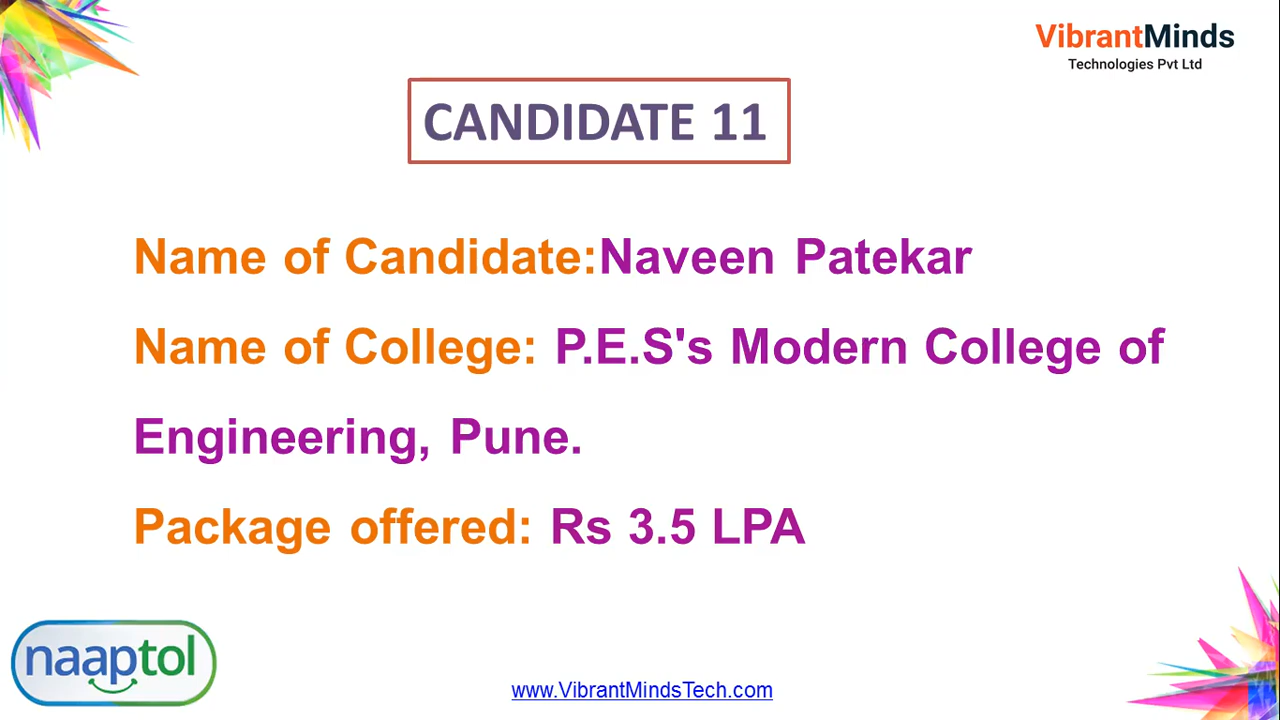 VibrantMinds
Technologies Pvt Ltd
CANDIDATE 11
Name of Candidate:Naveen Patekar
Name of College: P.E.S's Modern College of
Engineering, Pune.
Package offered: Rs 3.5 LPA
naaptol
www.VibrantMindsTech.com